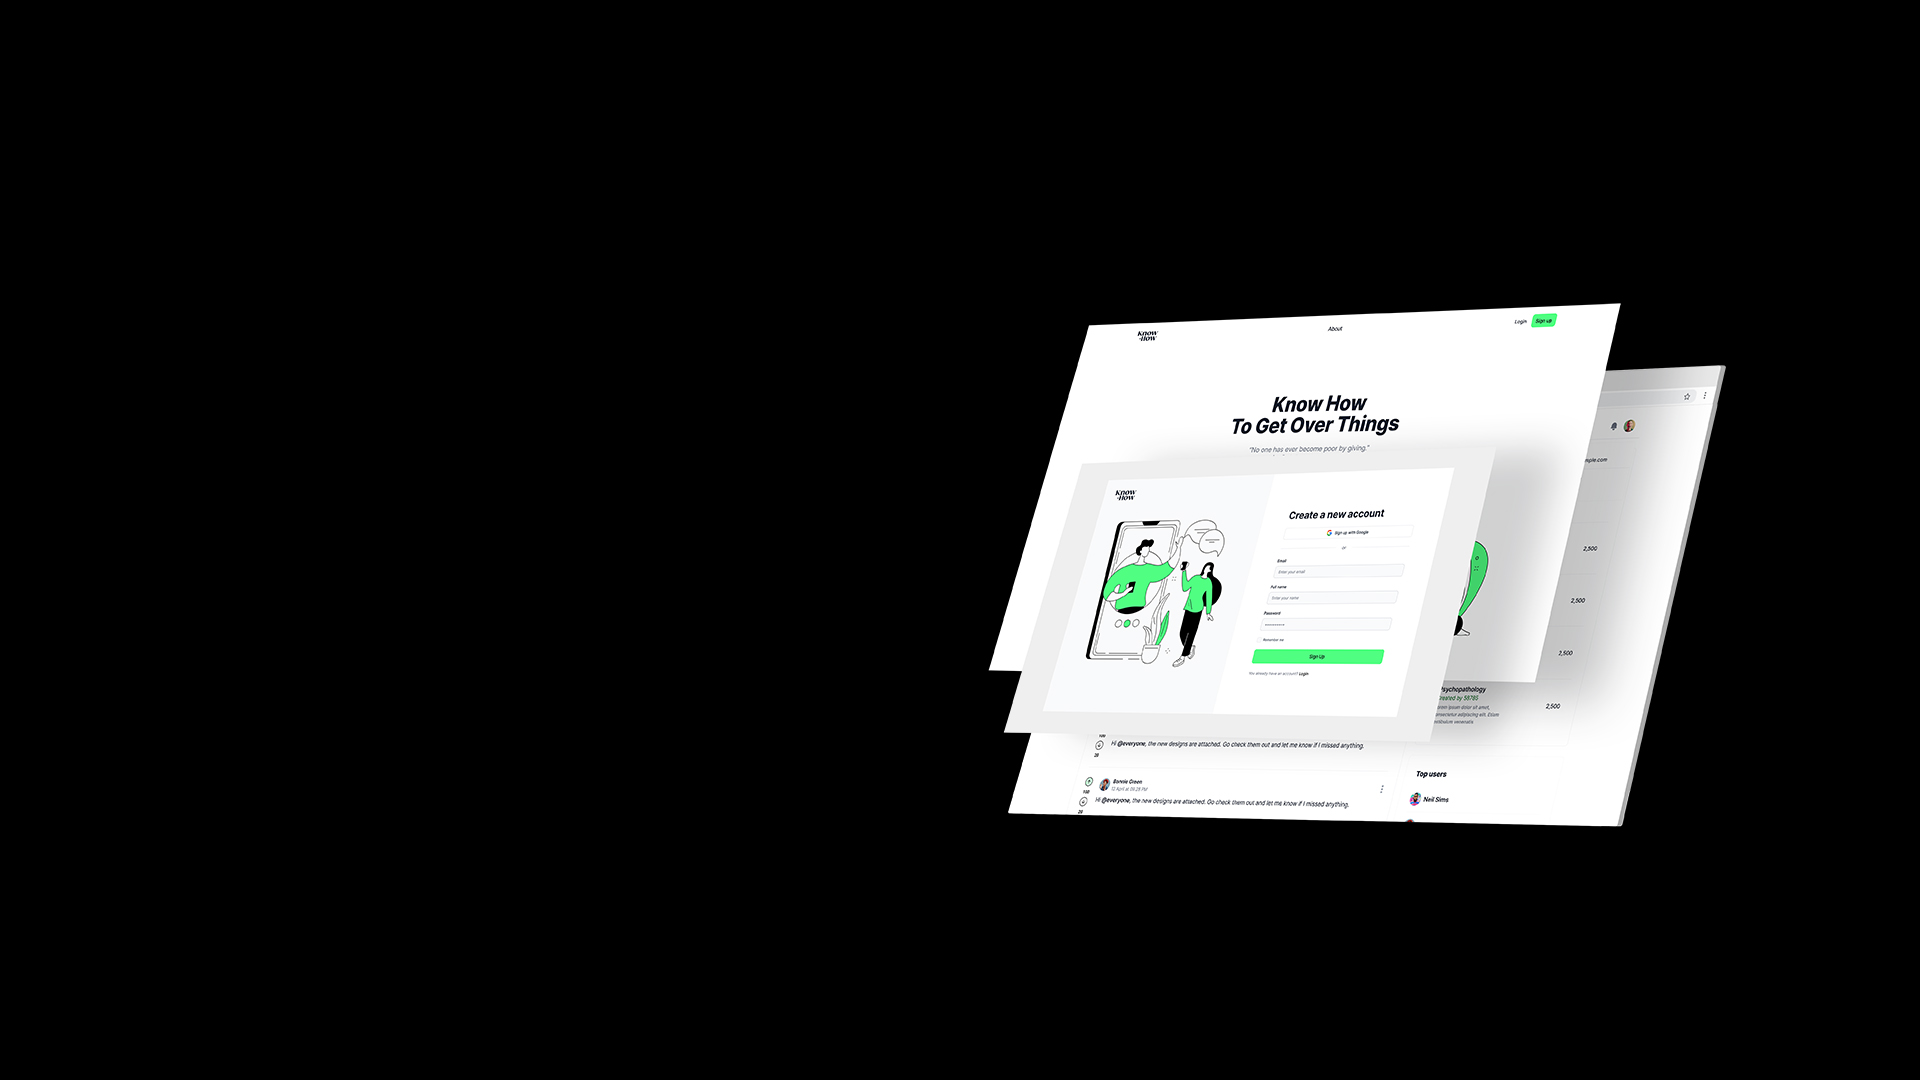 Know
-How
About
Login
Sign up
Know How
To Get Over Things
"No one has ever become poor by giving."
mple.com
Know
-How
Create a new account
Sign up with Google
or
Email
Enter your email
Full name
Enter your name
Password
Remember me
Sign Up
You already have an account? Login
2,500
2,500
2,500
2,500
Psychopathology
created by 58785
orem ipsum dolor sit amet,
onsectetur adipiscing elit. Etiam
estibulum venenatis
100
20
Hi @everyone, the new designs are attached. Go check them out and let me know if I missed anything.
Bonnie Green
12 April at 09.28 PM
100
20
Hi @everyone, the new designs are attached. Go check them out and let me know if I missed anything.
Top users
Neil Sims